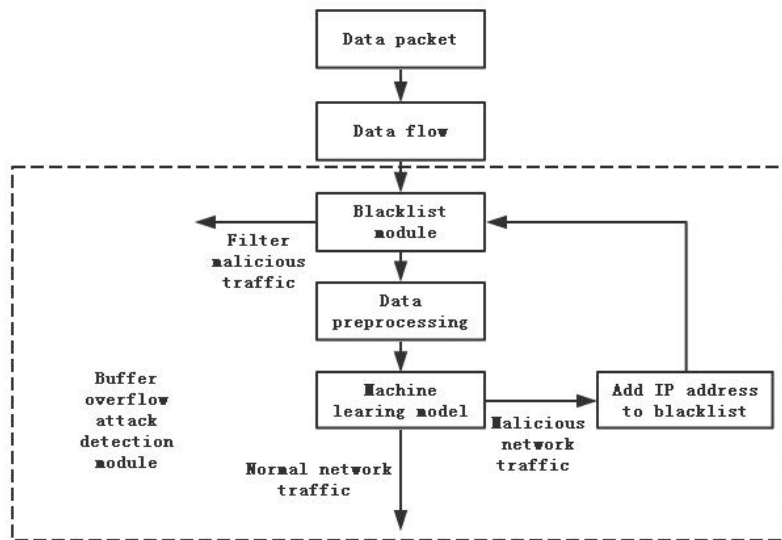 Data packet
Data flow
Blacklist
module
Filter
malicious
traffic
Data
preprocessing
Machine
learing model
Add IP address
to blacklist
Malicious
network
traffic
Buffer
overflow
attack
detection
module
Normal network
traffic